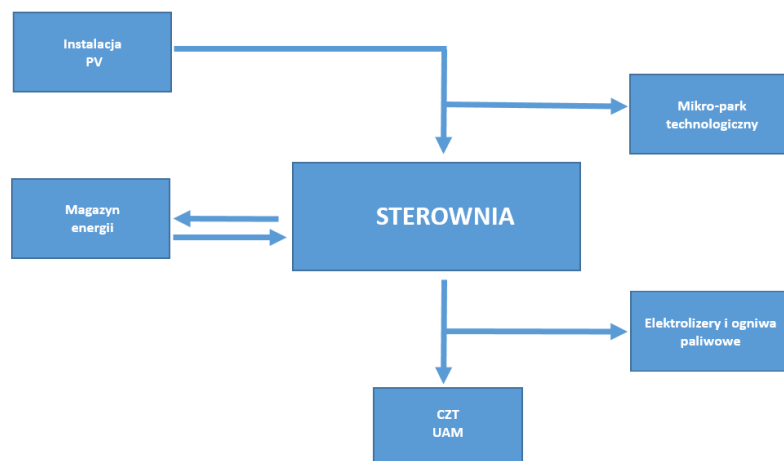 Instalacja
PV
Mikro-park
technologiczny
Magazyn
energii
STEROWNIA
Elektrolizery i ogniwa
paliwowe
CZT
UAM